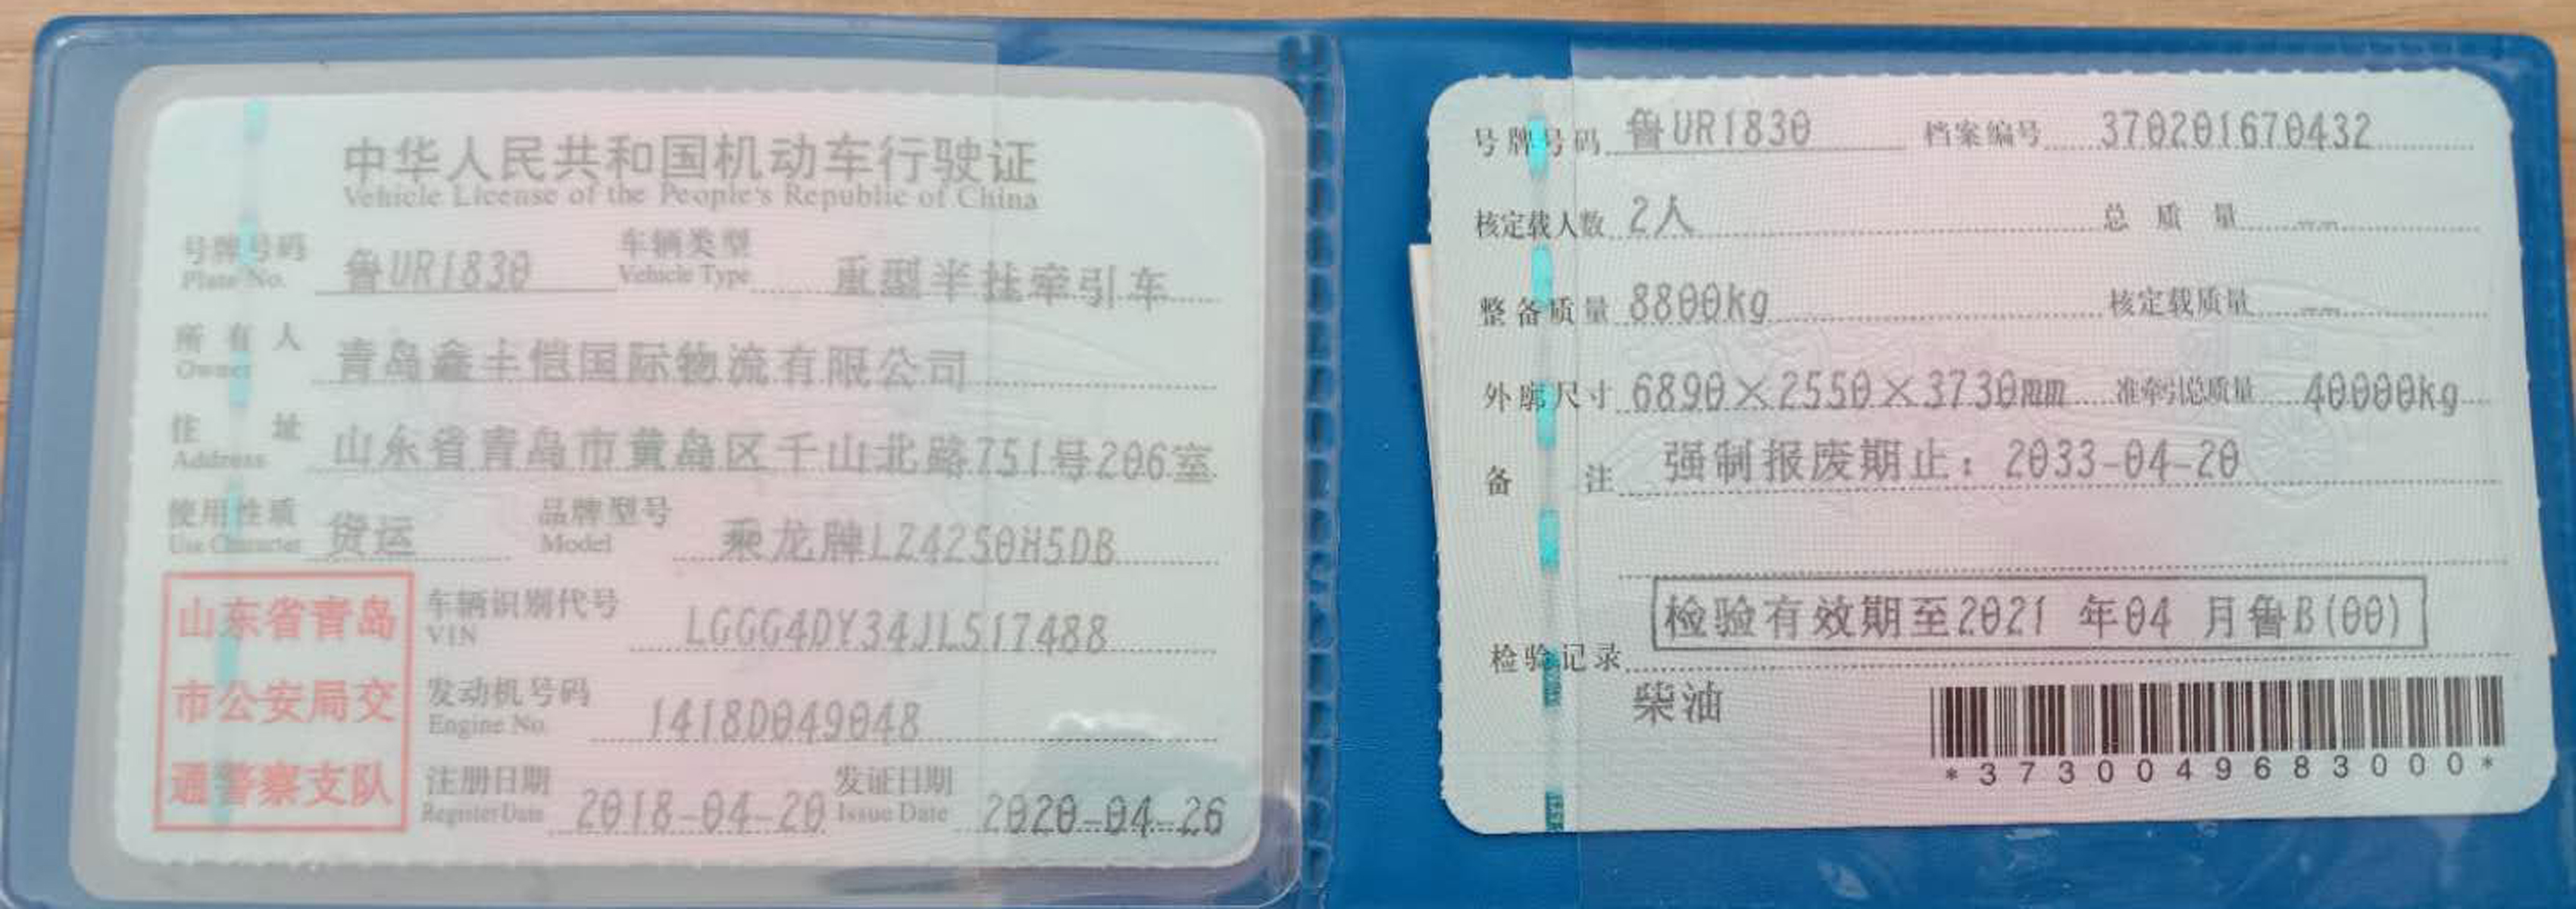 中华人民共和国机动车行驶证
Vehicle License of the People's Republic of China
号牌号码 鲁UR1830 车辆类型 重型半挂牵引车
Plate No. Vehicle Type
所有人 青岛鑫丰恺国际物流有限公司
Owner
住址 山东省青岛市黄岛区千山北路751号206室
Address
使用性质 货运 品牌型号 乘龙牌LZ4250H5DB
Use Character Model
山东省青岛
市公安局交
通警察支队
车辆识别代号 LGGG4DY34JL517488
VIN
发动机号码 1418D049048
Engine No.
注册日期 2018-04-20 发证日期 2020-04-26
Register Date Issue Date
号牌号码 鲁UR1830 档案编号 370201670432
核定载人数 2人 总质量 --
整备质量 8800kg 核定载质量 --
外廓尺寸 6890×2550×3730mm 准牵引总质量 40000kg
备注 强制报废期止：2033-04-20
检验有效期至2021 年04 月鲁B(00)
检验记录
柴油
*3730049683000*